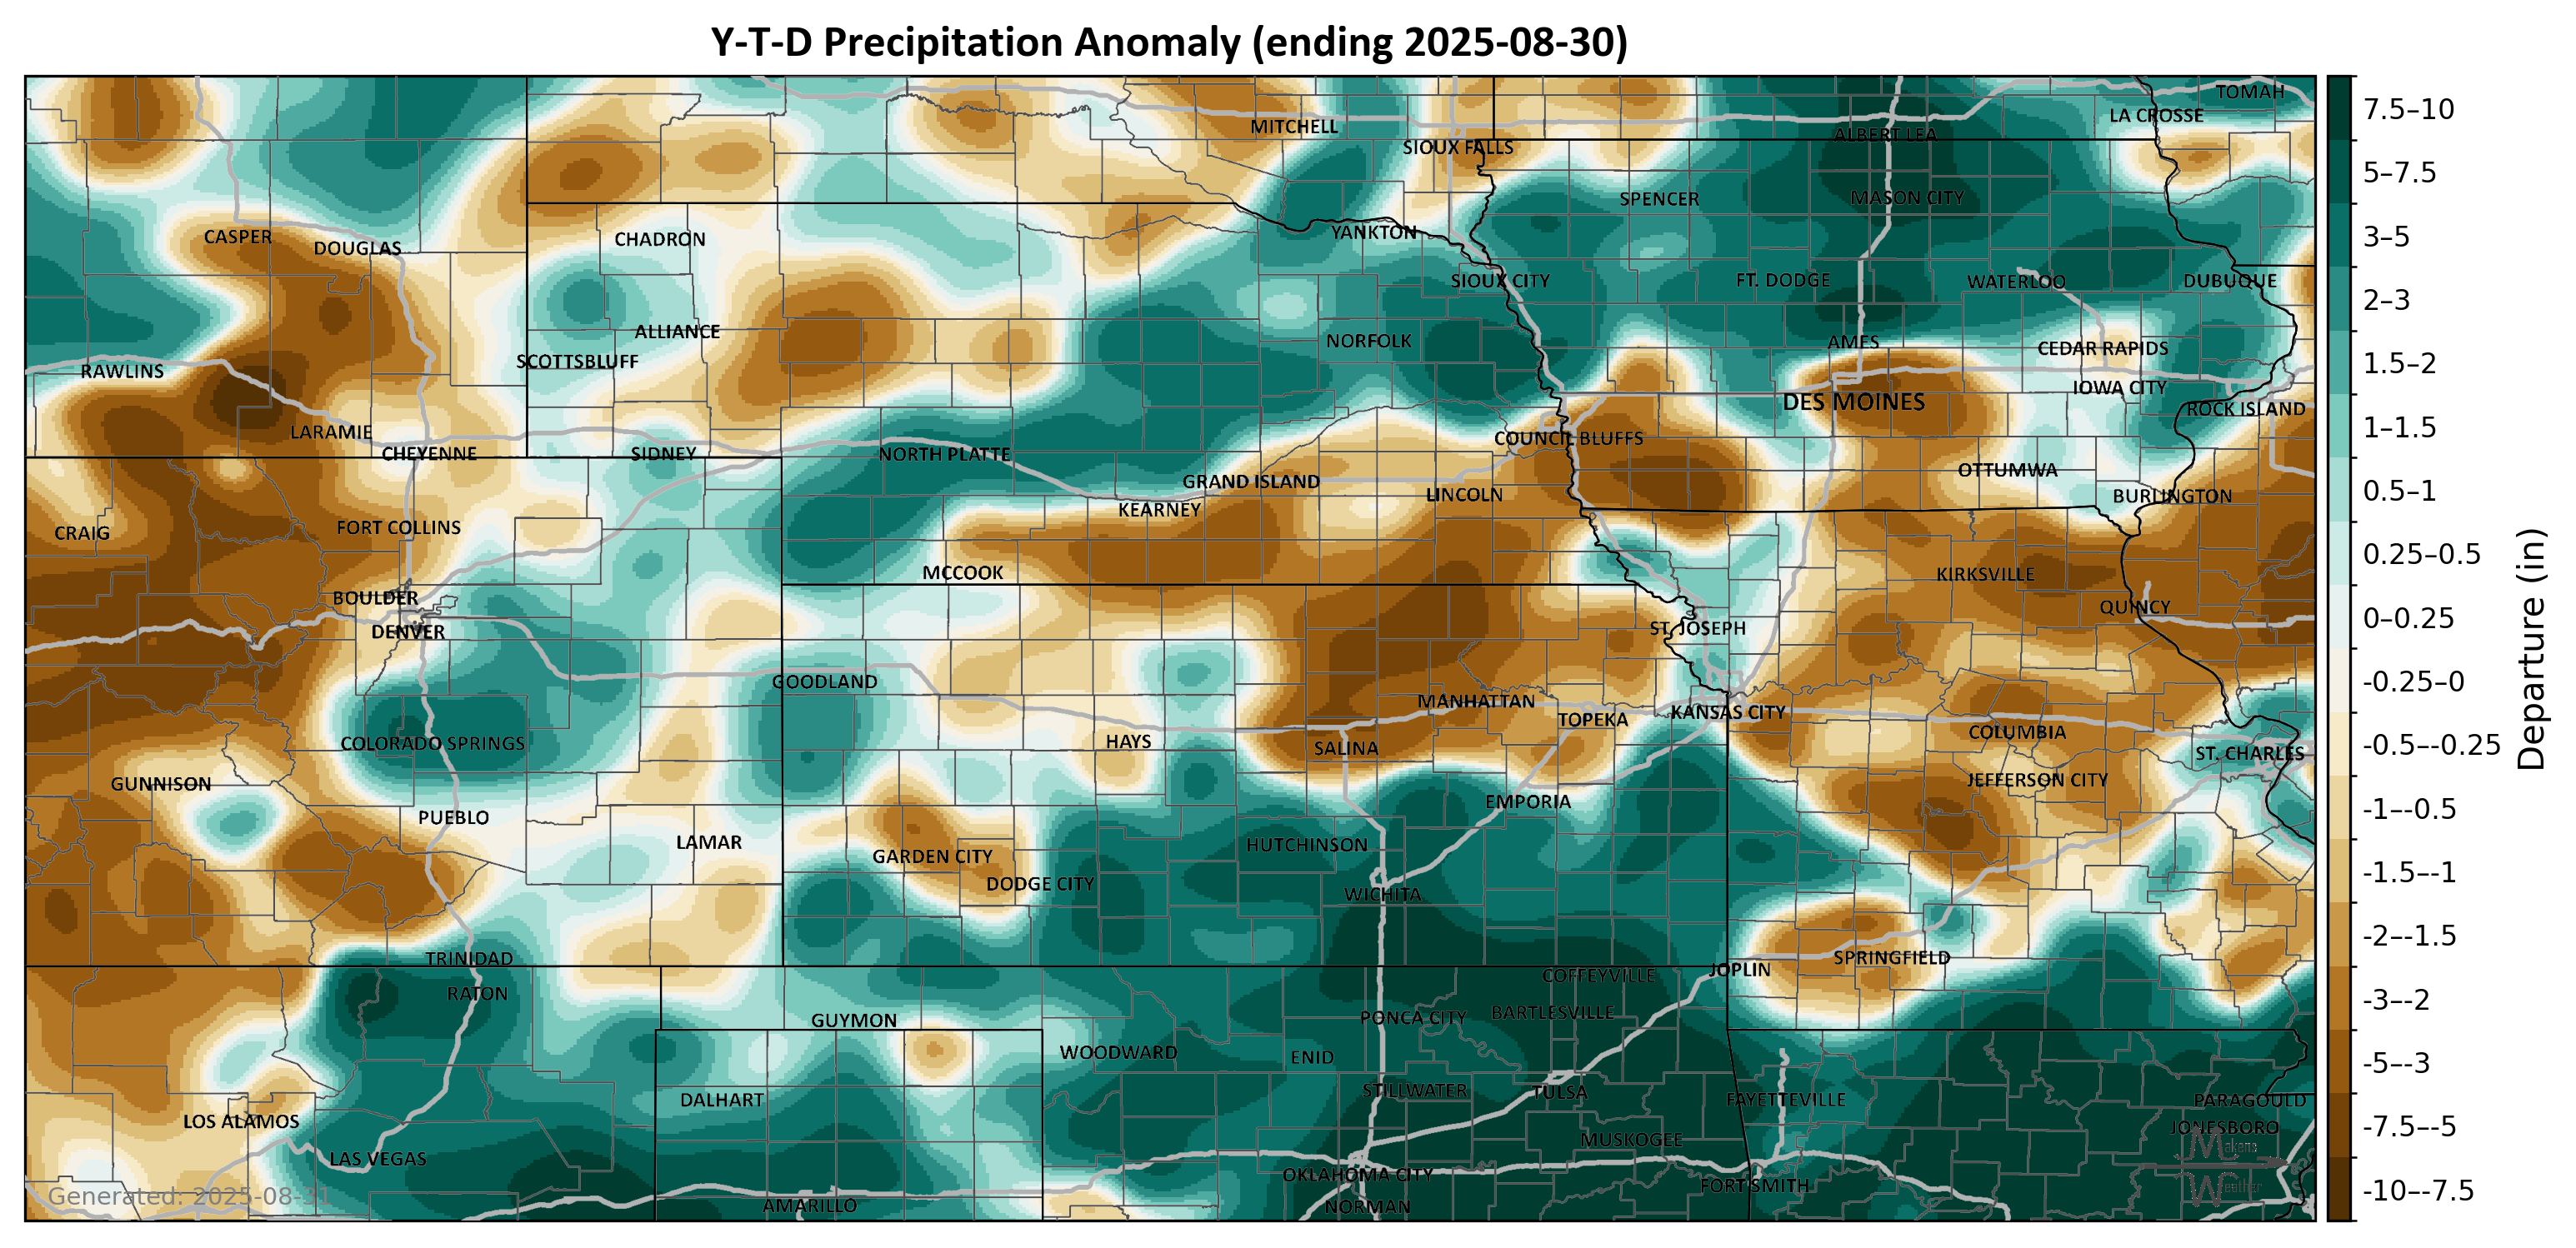 Y-T-D Precipitation Anomaly (ending 2025-08-30)
TOMAH
LA CROSSE
MITCHELL
ALBERT LEA
SIOUX FALLS
SPENCER
MASON CITY
CASPER
DOUGLAS
CHADRON
YANKTON
SIOUX CITY
FT. DODGE
WATERLOO
DUBUQUE
ALLIANCE
NORFOLK
AMES
CEDAR RAPIDS
SCOTTSBLUFF
RAWLINS
IOWA CITY
DES MOINES
ROCK ISLAND
LARAMIE
COUNCIL BLUFFS
CHEYENNE
SIDNEY
NORTH PLATTE
OTTUMWA
GRAND ISLAND
LINCOLN
BURLINGTON
KEARNEY
CRAIG
FORT COLLINS
MCCOOK
KIRKSVILLE
BOULDER
QUINCY
DENVER
ST. JOSEPH
GOODLAND
MANHATTAN
KANSAS CITY
TOPEKA
COLUMBIA
COLORADO SPRINGS
HAYS
SALINA
ST. CHARLES
GUNNISON
JEFFERSON CITY
EMPORIA
PUEBLO
LAMAR
HUTCHINSON
GARDEN CITY
DODGE CITY
WICHITA
TRINIDAD
SPRINGFIELD
JOPLIN
COFFEYVILLE
RATON
BARTLESVILLE
GUYMON
PONCA CITY
WOODWARD
ENID
STILLWATER
TULSA
DALHART
FAYETTEVILLE
PARAGOULD
LOS ALAMOS
JONESBORO
MUSKOGEE
Makens
LAS VEGAS
OKLAHOMA CITY
FORT SMITH
Weather
Generated: 2025-08-31
AMARILLO
NORMAN
7.5–10
5–7.5
3–5
2–3
1.5–2
1–1.5
0.5–1
0.25–0.5
0–0.25
-0.25–0
-0.5–-0.25
-1–-0.5
-1.5–-1
-2–-1.5
-3–-2
-5–-3
-7.5–-5
-10–-7.5
Departure (in)